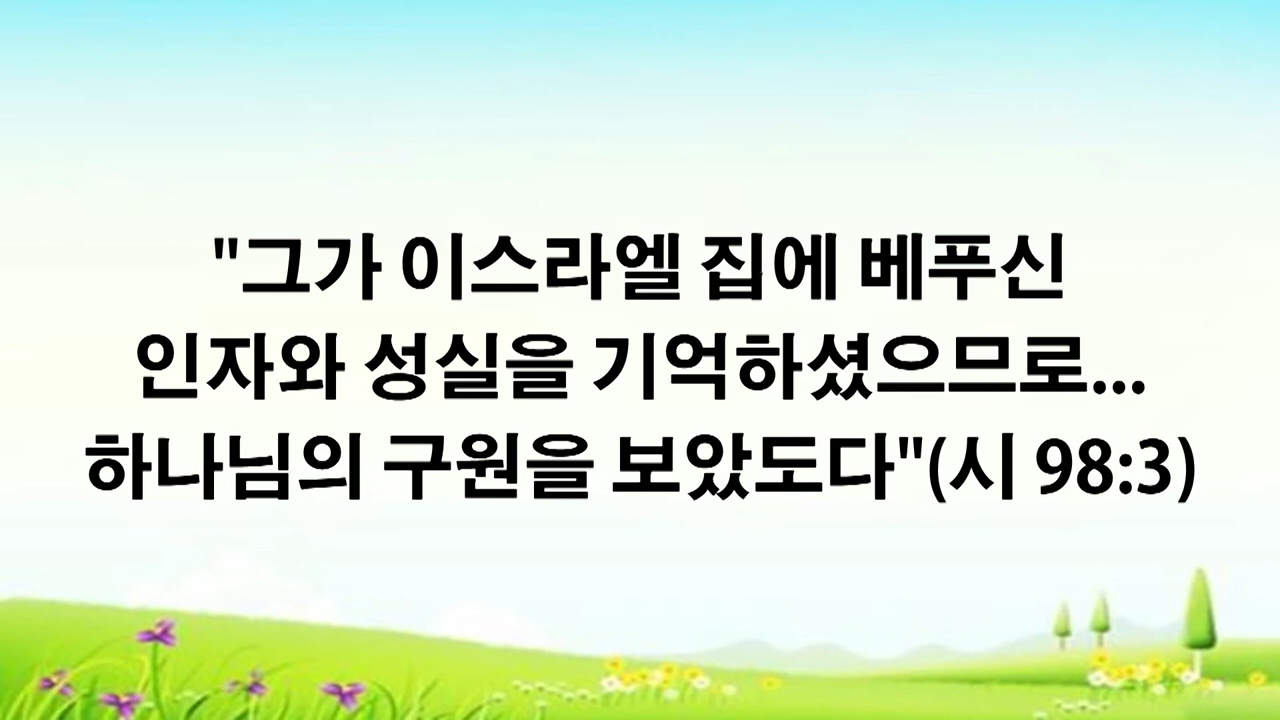 "그가 이스라엘 집에 베푸신
인자와 성실을 기억하셨으므로...
하나님의 구원을 보았도다"(시 98:3)